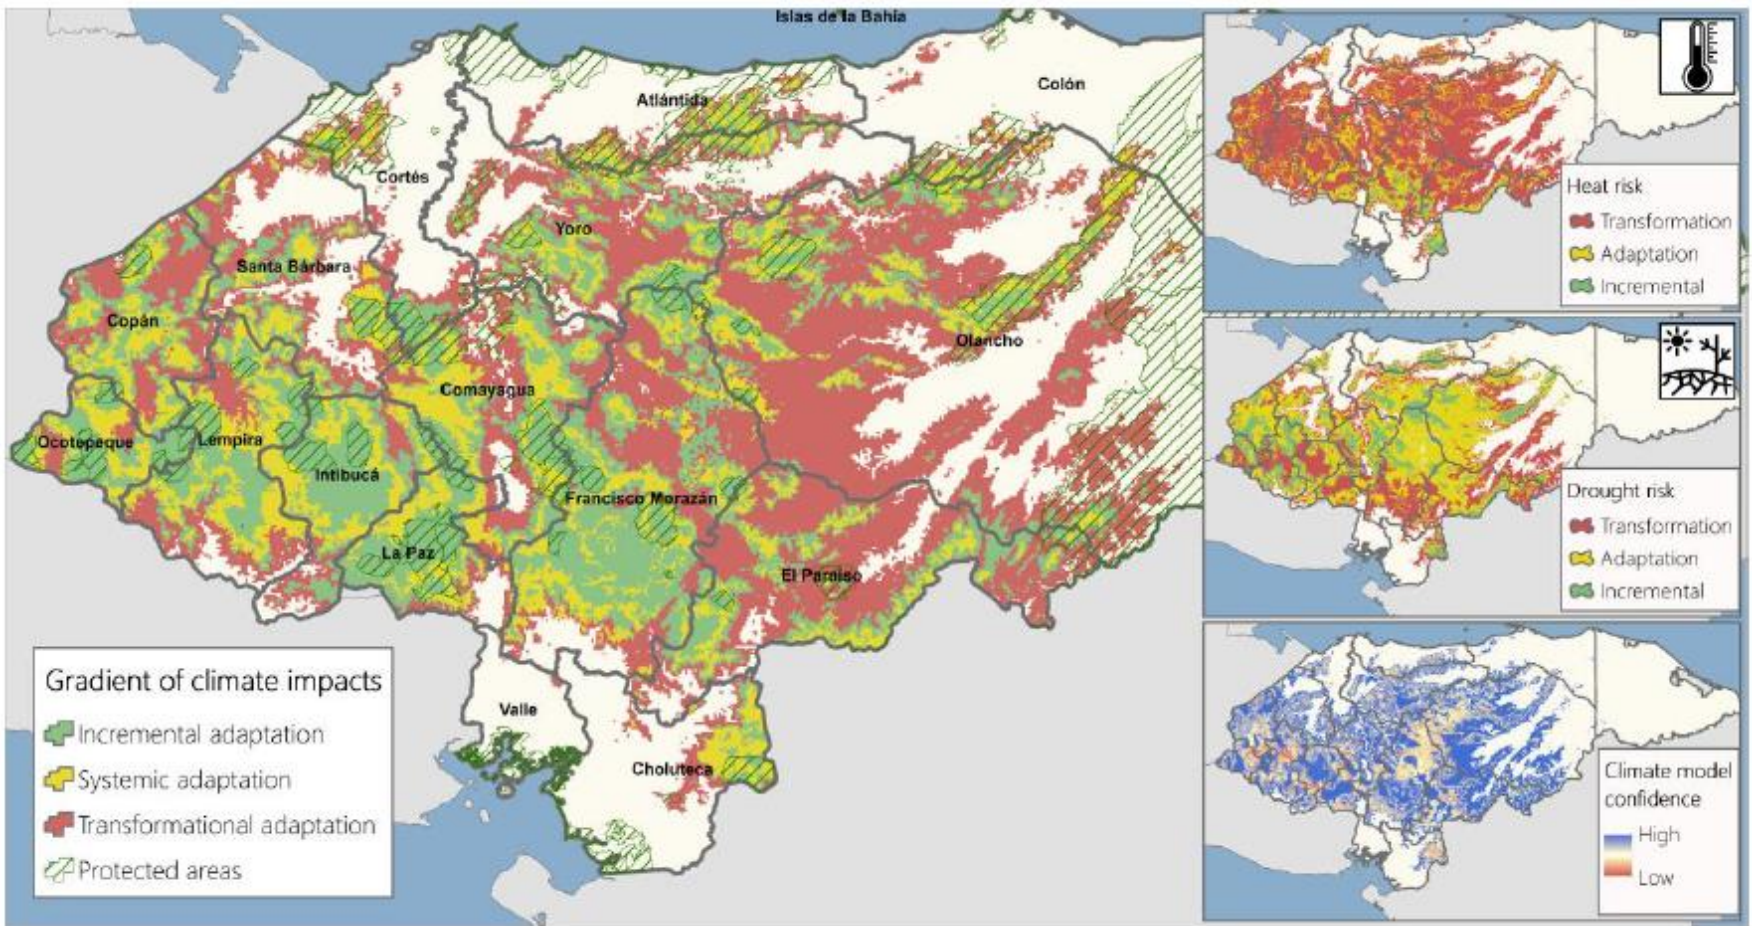 Islas de la Bahía
Colón
Atlántida
Cortés
Yoro
Santa Bárbara
Copán
Olancho
Comayagua
Ocotepeque
Lempira
Intibucá
Francisco Morazán
La Paz
El Paraíso
Valle
Choluteca
Gradient of climate impacts
Incremental adaptation
Systemic adaptation
Transformational adaptation
Protected areas
Heat risk
Transformation
Adaptation
Incremental
Drought risk
Transformation
Adaptation
Incremental
Climate model
confidence
High
Low